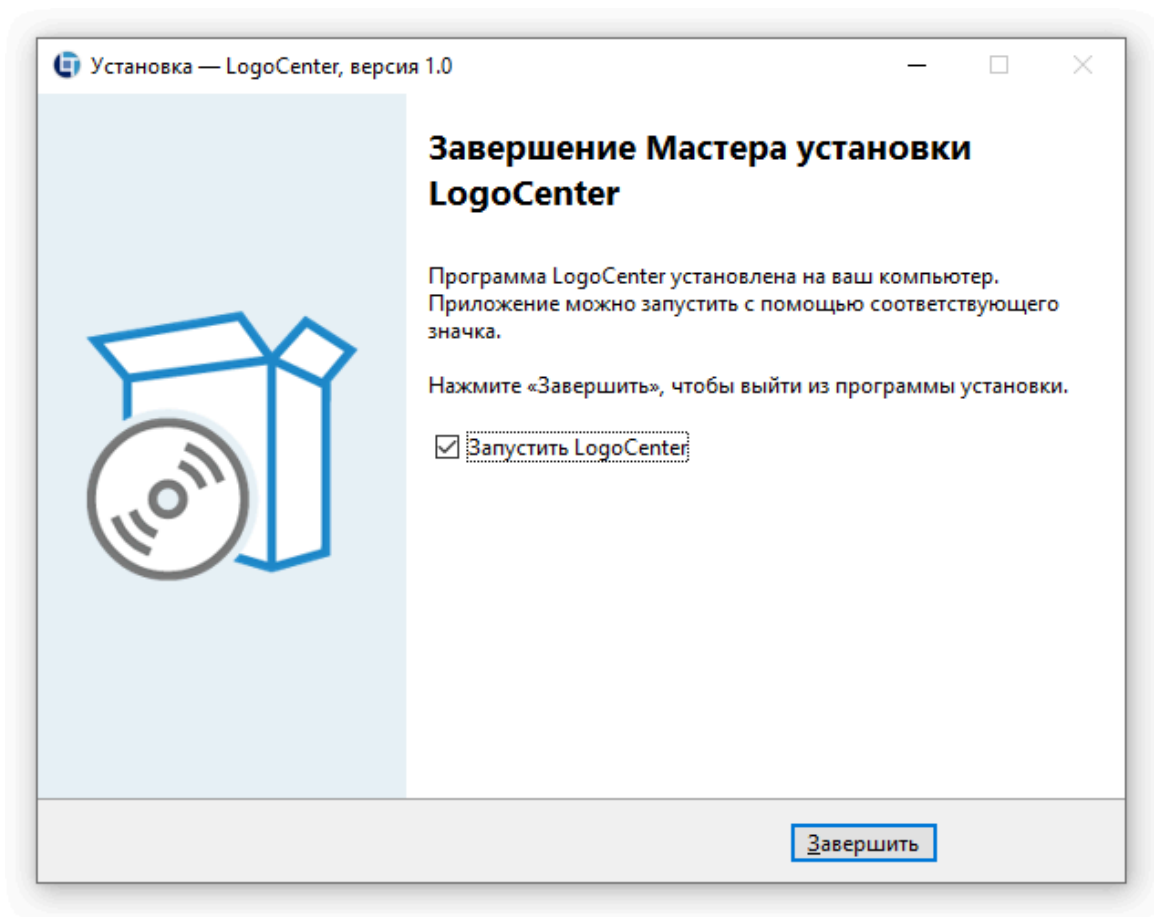 Установка — LogoCenter, версия 1.0
Завершение Мастера установки
LogoCenter
Программа LogoCenter установлена на ваш компьютер.
Приложение можно запустить с помощью соответствующего
значка.
Нажмите «Завершить», чтобы выйти из программы установки.
Запустить LogoCenter
Завершить